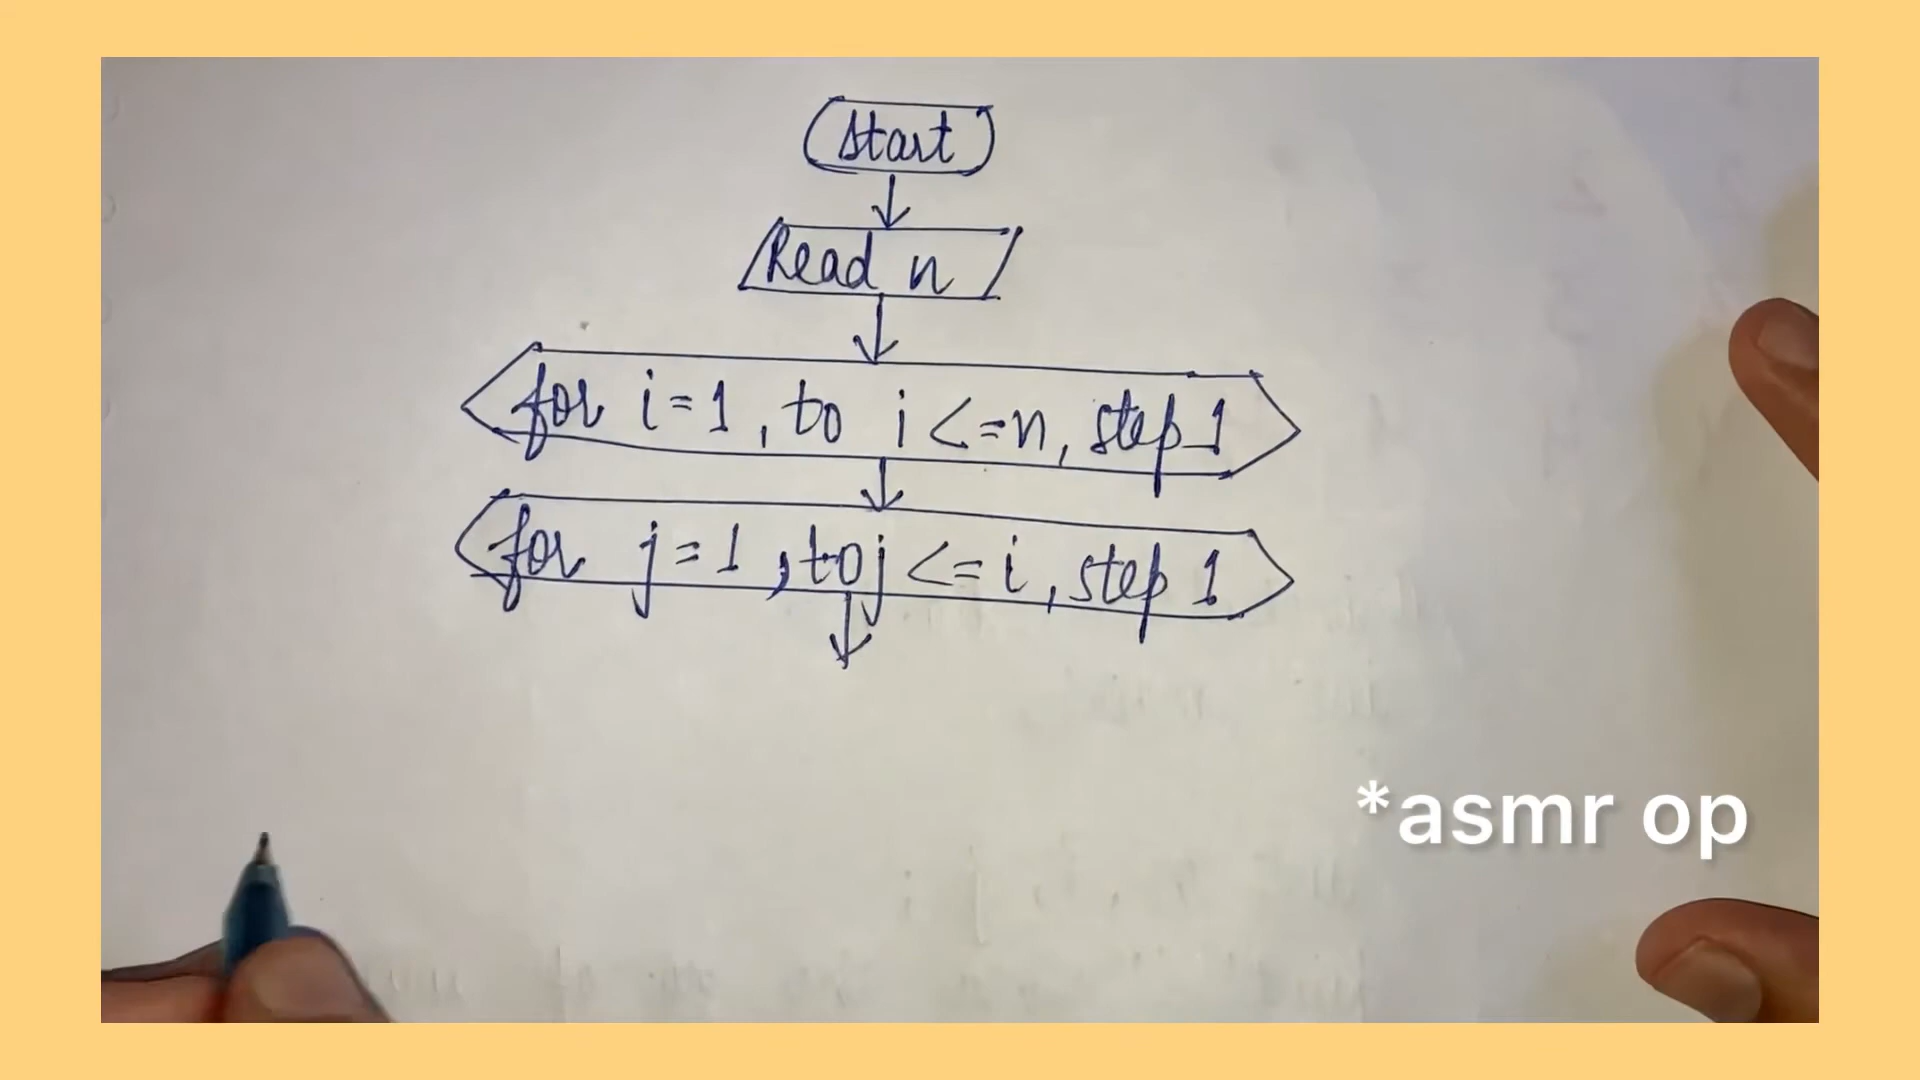 Start
Read n
for i=1, to i<=n, step 1
for j=1, to j<=i, step 1
*asmr op